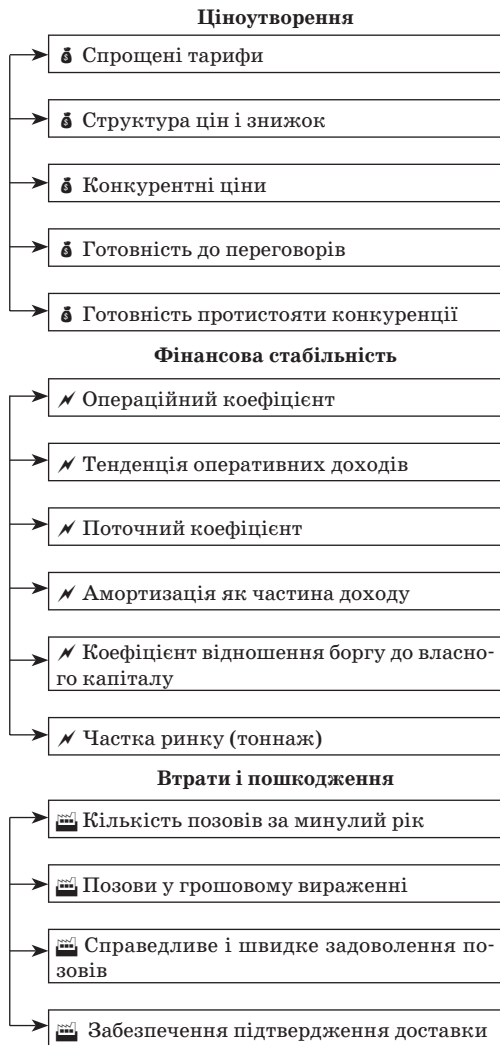 Ціноутворення
Спрощені тарифи
Структура цін і знижок
Конкурентні ціни
Готовність до переговорів
Готовність протистояти конкуренції
Фінансова стабільність
Операційний коефіцієнт
Тенденція оперативних доходів
Поточний коефіцієнт
Амортизація як частина доходу
Коефіцієнт відношення боргу до власно-
го капіталу
Частка ринку (тоннаж)
Втрати і пошкодження
Кількість позовів за минулий рік
Позови у грошовому вираженні
Справедливе і швидке задоволення по-
зовів
Забезпечення підтвердження доставки